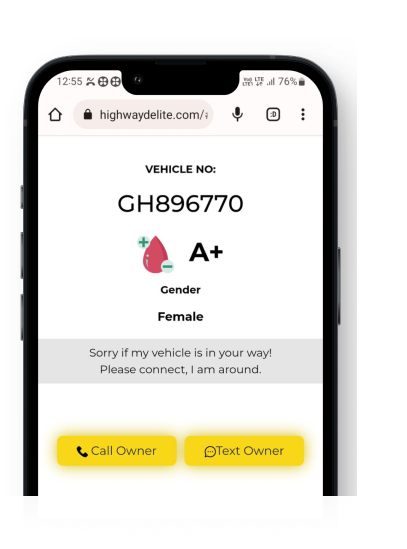 12:55
Vo)) LTE
LTE1 .ıll 76%
highwaydelite.com/
:D
VEHICLE NO:
GH896770
A+
Gender
Female
Sorry if my vehicle is in your way!
Please connect, I am around.
Call Owner
Text Owner